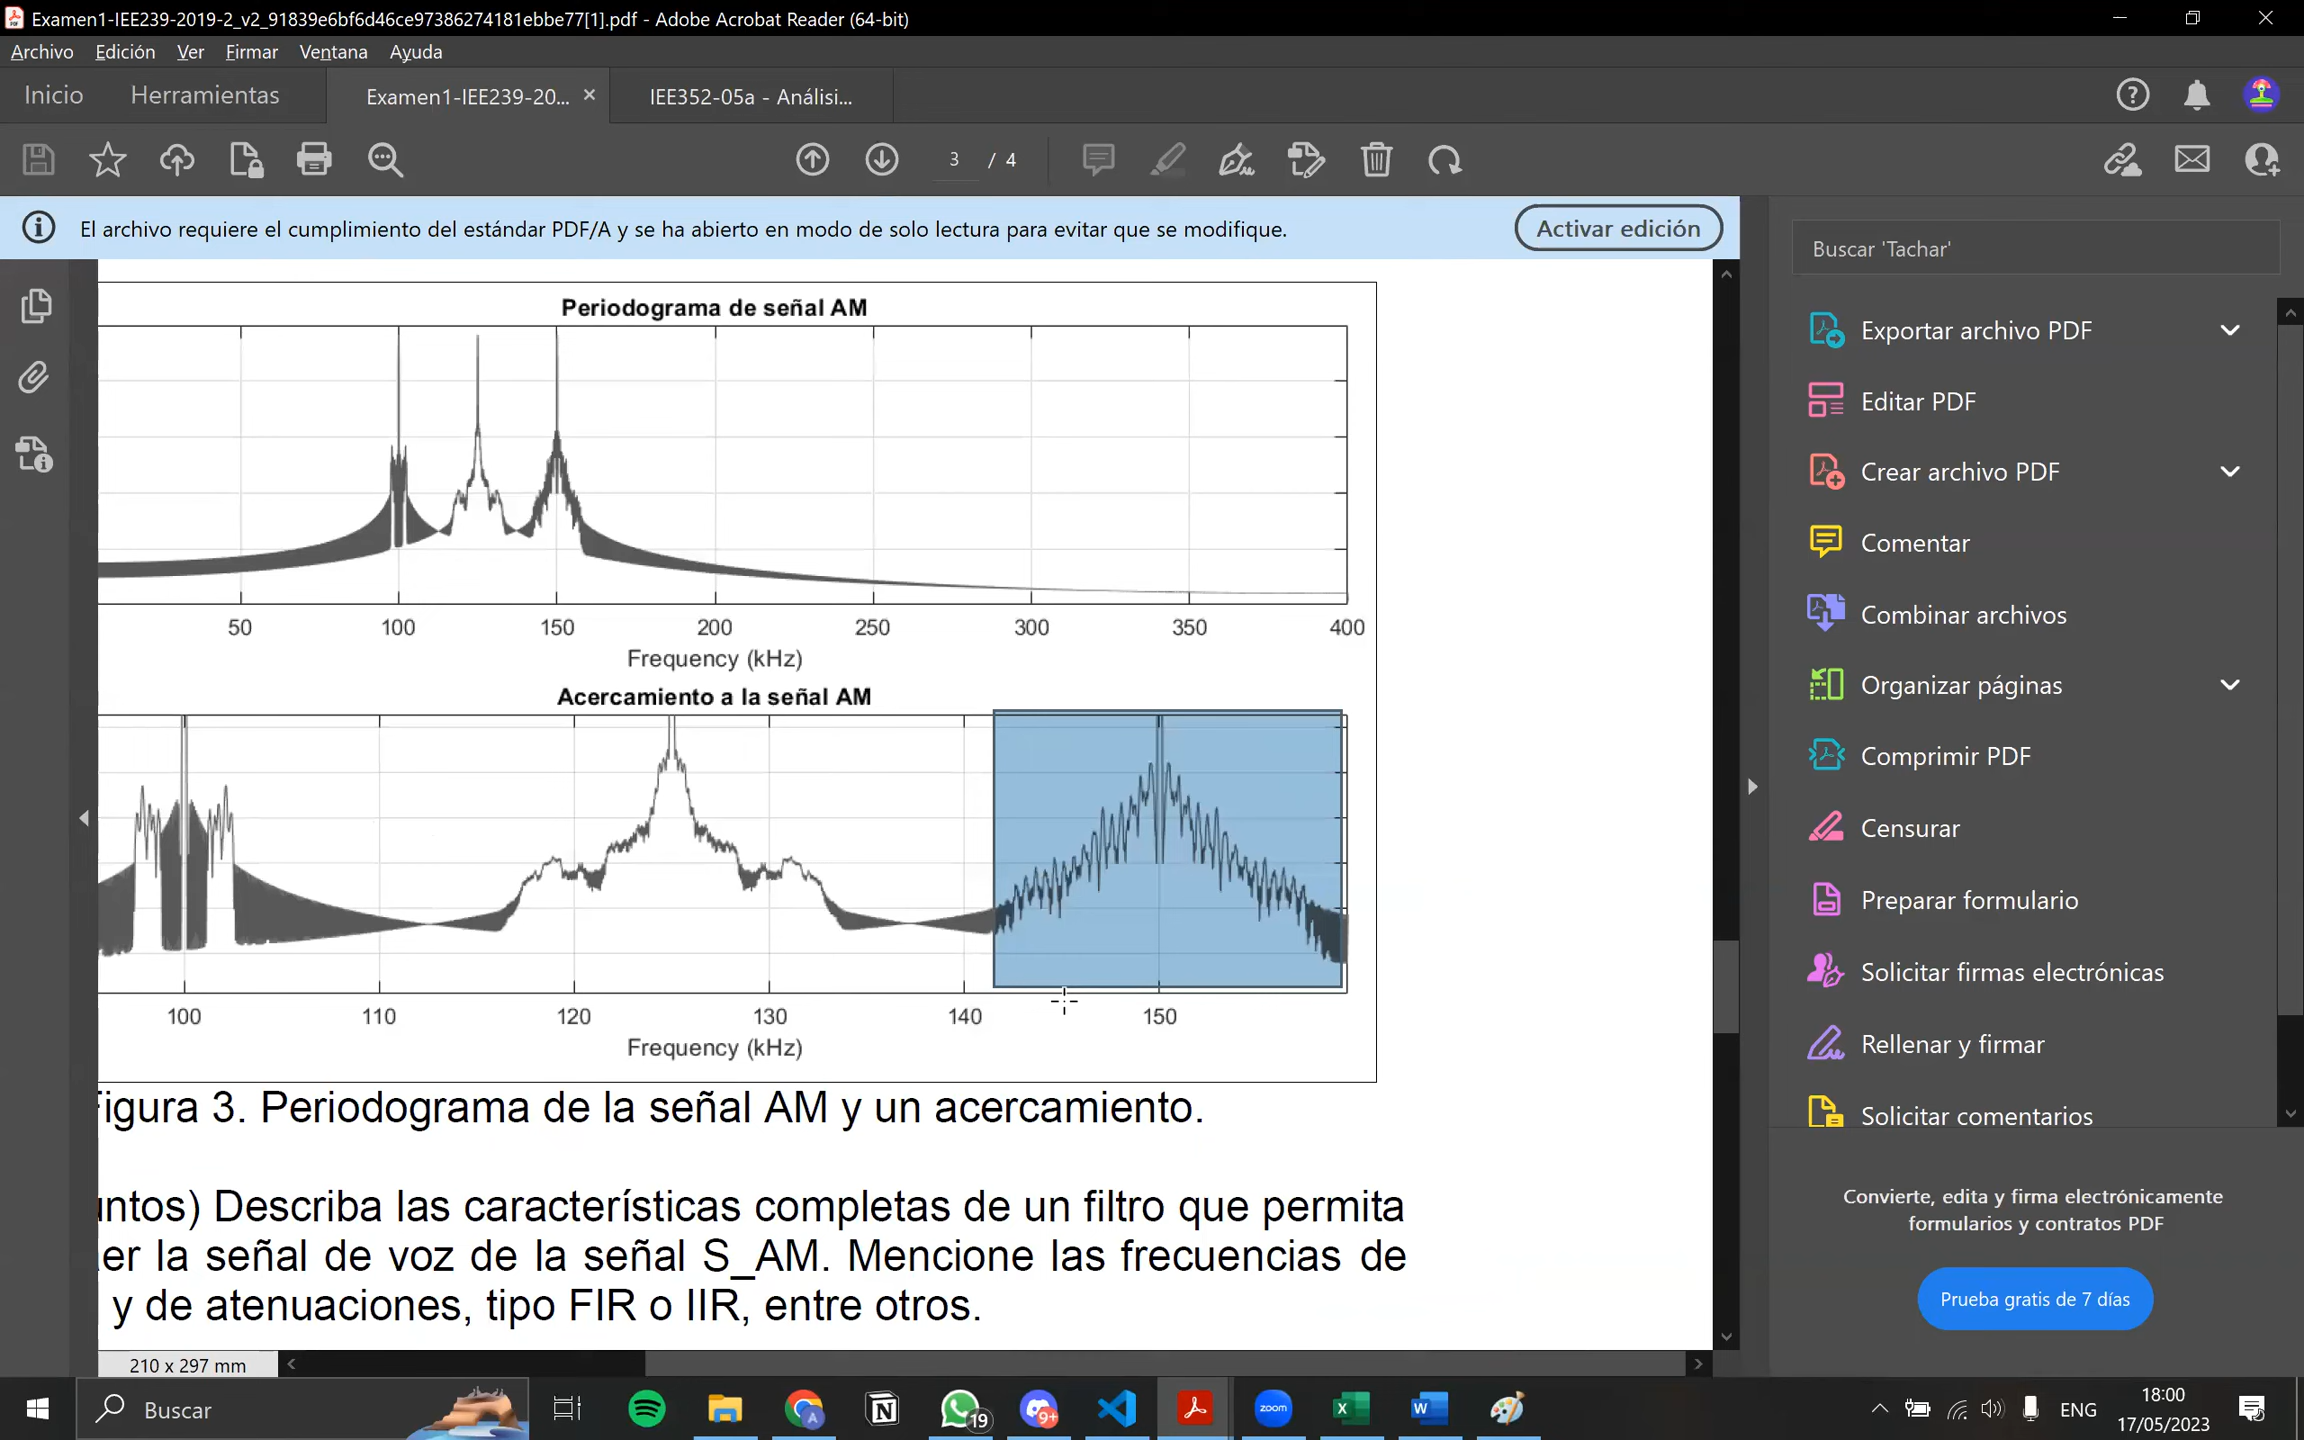 Examen1-IEE239-2019-2_v2_91839e6bf6d46ce97386274181ebbe77[1].pdf - Adobe Acrobat Reader (64-bit)
Archivo Edición Ver Firmar Ventana Ayuda
Inicio Herramientas Examen1-IEE239-20... × IEE352-05a - Análisi...
3 / 4
El archivo requiere el cumplimiento del estándar PDF/A y se ha abierto en modo de solo lectura para evitar que se modifique.
Activar edición
Buscar 'Tachar'
Exportar archivo PDF
Editar PDF
Crear archivo PDF
Comentar
Combinar archivos
Organizar páginas
Comprimir PDF
Censurar
Preparar formulario
Solicitar firmas electrónicas
Rellenar y firmar
Solicitar comentarios
Convierte, edita y firma electrónicamente
formularios y contratos PDF
Prueba gratis de 7 días
Periodograma de señal AM
50 100 150 200 250 300 350 400
Frequency (kHz)
Acercamiento a la señal AM
100 110 120 130 140 150
Frequency (kHz)
Figura 3. Periodograma de la señal AM y un acercamiento.
untos) Describa las características completas de un filtro que permita
er la señal de voz de la señal S_AM. Mencione las frecuencias de
y de atenuaciones, tipo FIR o IIR, entre otros.
210 x 297 mm
Buscar
19
9+
zoom
ENG
18:00
17/05/2023